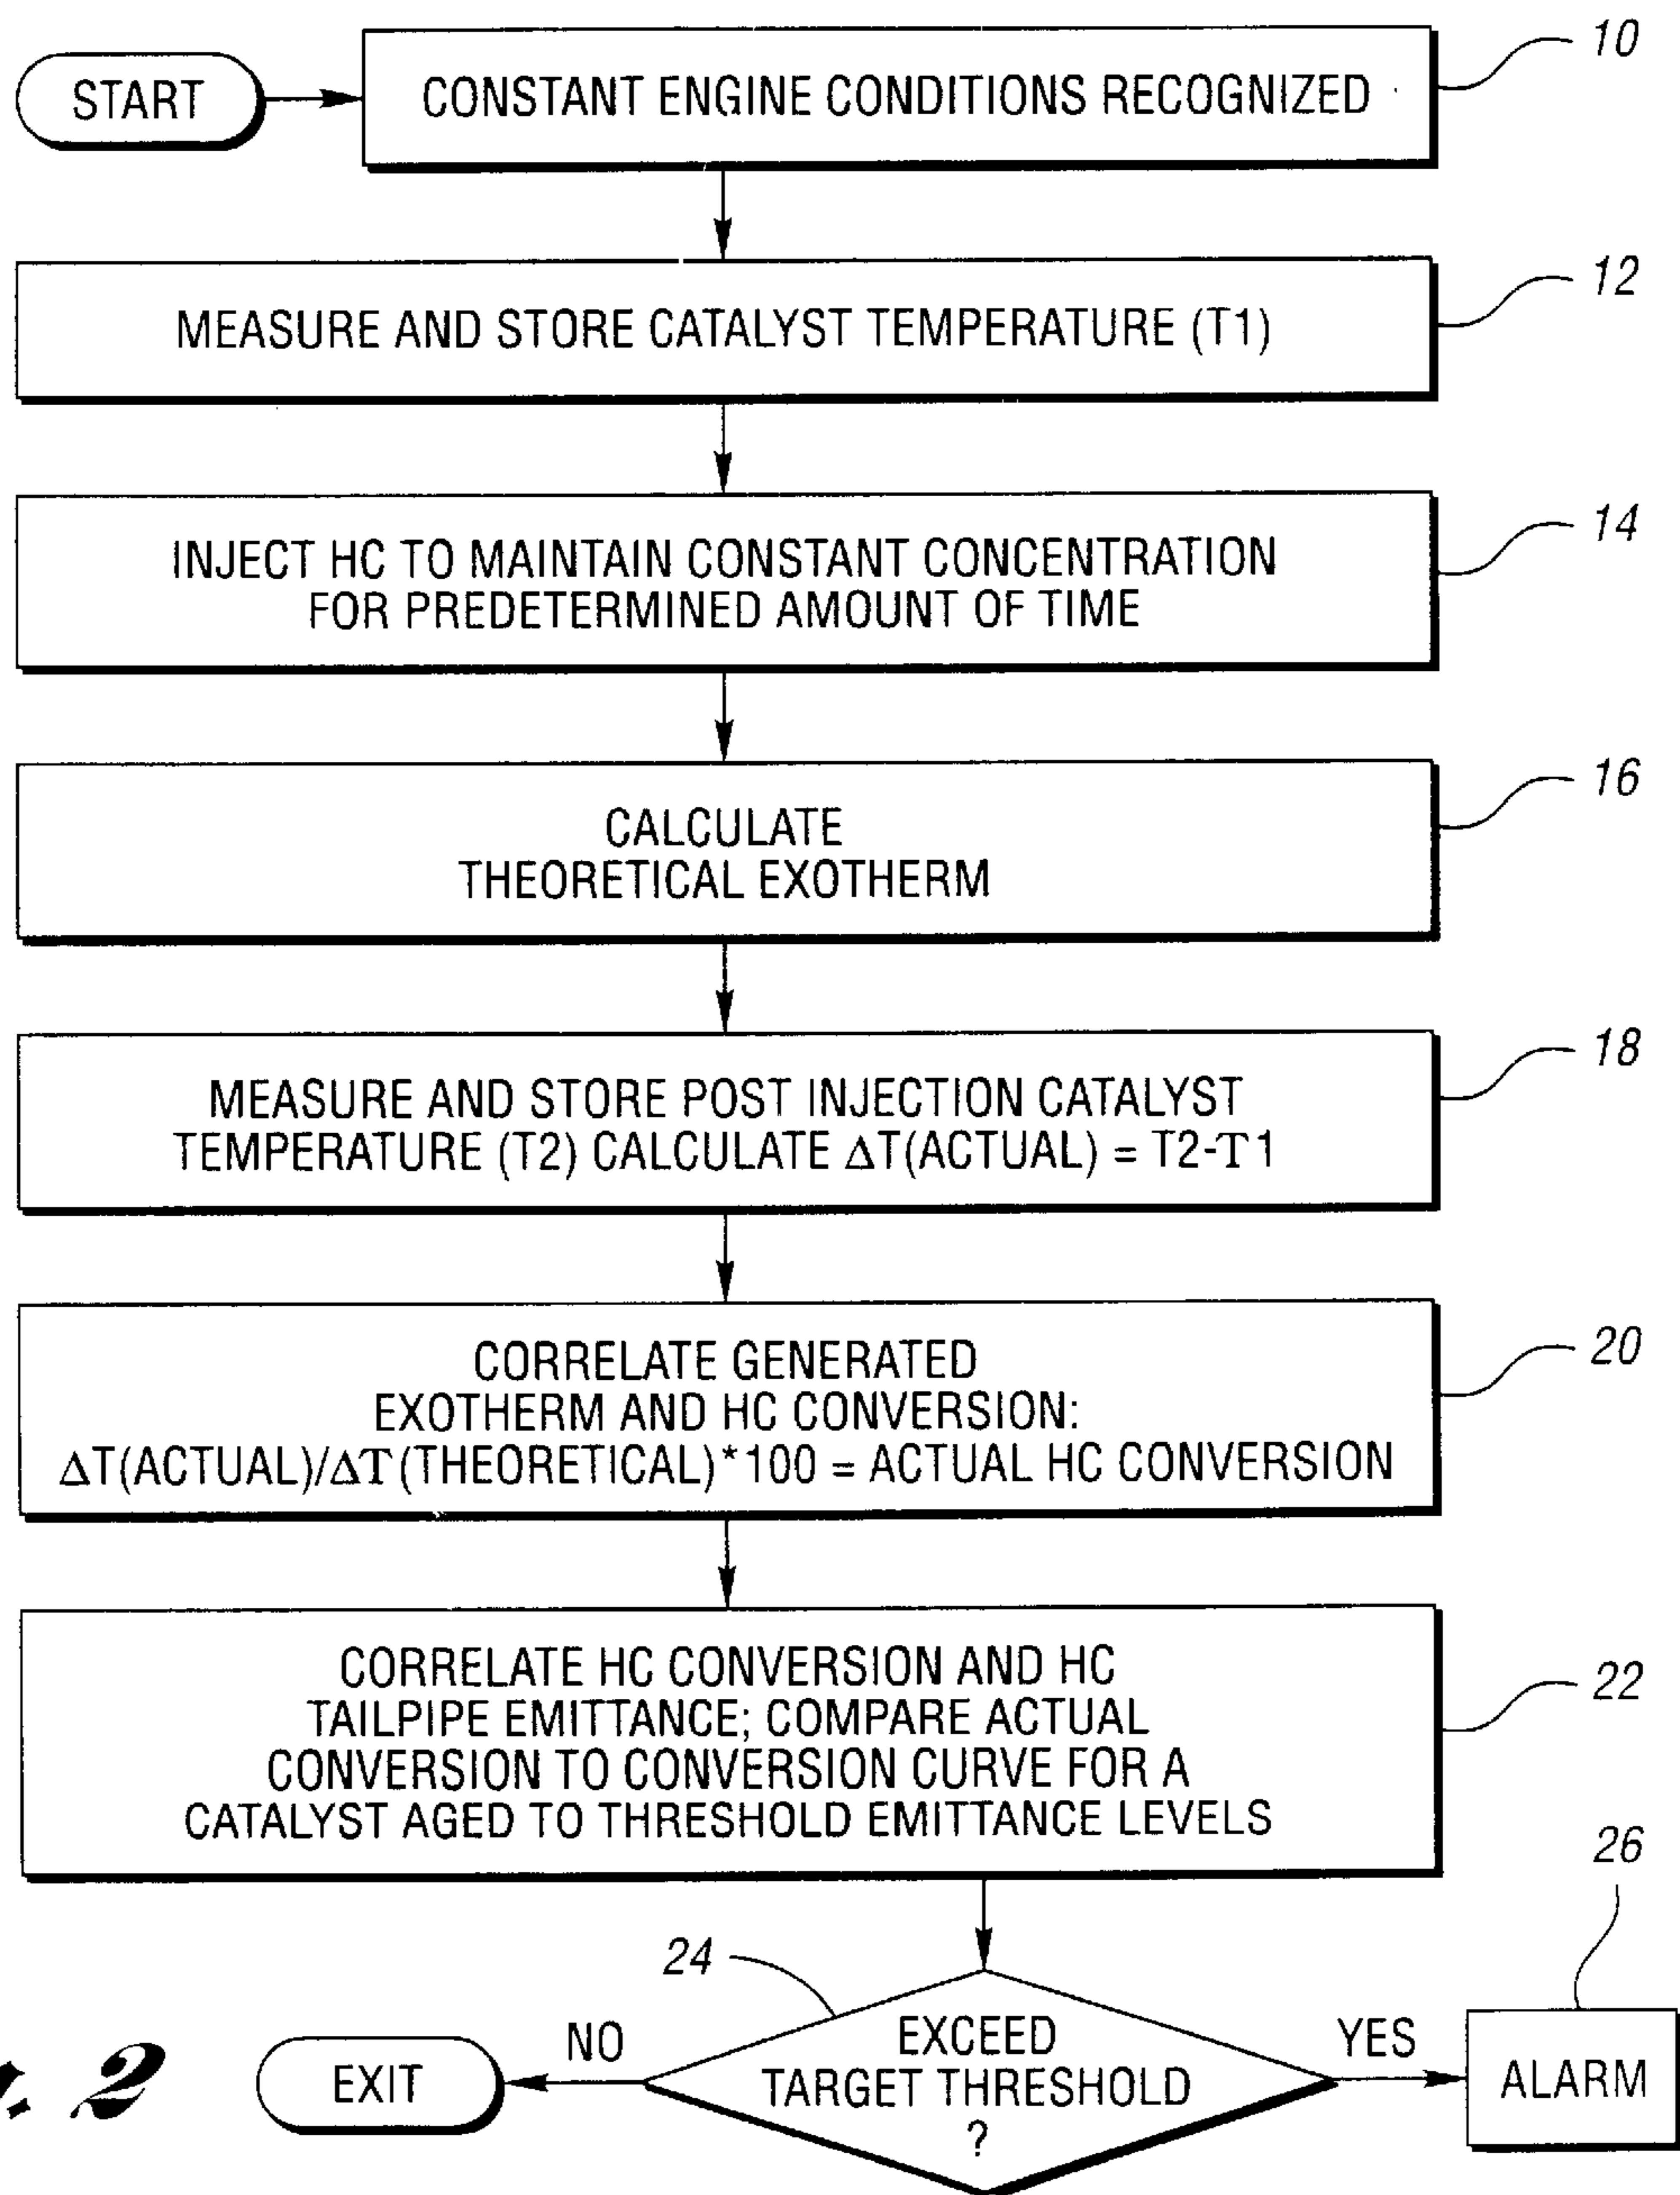 START
CONSTANT ENGINE CONDITIONS RECOGNIZED
10
MEASURE AND STORE CATALYST TEMPERATURE (T1)
12
INJECT HC TO MAINTAIN CONSTANT CONCENTRATION
FOR PREDETERMINED AMOUNT OF TIME
14
CALCULATE
THEORETICAL EXOTHERM
16
MEASURE AND STORE POST INJECTION CATALYST
TEMPERATURE (T2) CALCULATE ΔT(ACTUAL) = T2-T1
18
CORRELATE GENERATED
EXOTHERM AND HC CONVERSION:
ΔT(ACTUAL)/ΔT(THEORETICAL)*100 = ACTUAL HC CONVERSION
20
CORRELATE HC CONVERSION AND HC
TAILPIPE EMITTANCE; COMPARE ACTUAL
CONVERSION TO CONVERSION CURVE FOR A
CATALYST AGED TO THRESHOLD EMITTANCE LEVELS
22
24
EXCEED
TARGET THRESHOLD
?
NO
EXIT
YES
26
ALARM
2